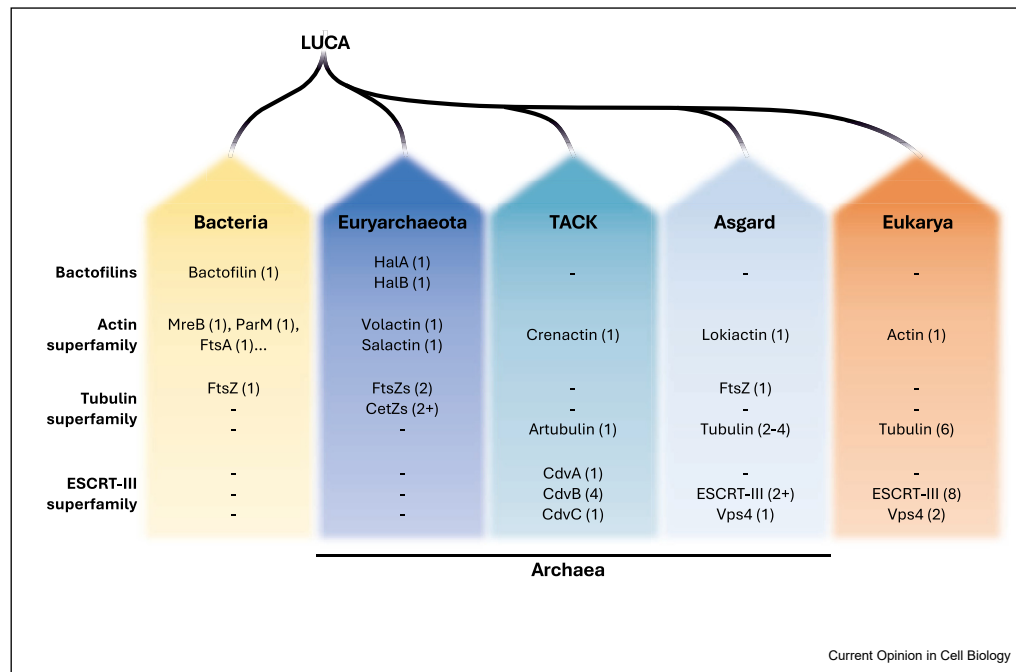 LUCA
Bacteria Euryarchaeota TACK Asgard Eukarya
Bactofilins Bactofilin (1) HalA (1) - - -
HalB (1)
Actin superfamily MreB (1), ParM (1), Volactin (1) Crenactin (1) Lokiactin (1) Actin (1)
FtsA (1)... Salactin (1)
Tubulin superfamily FtsZ (1) FtsZs (2) - FtsZ (1) -
- CetZs (2+) - - -
- - Artubulin (1) Tubulin (2-4) Tubulin (6)
ESCRT-III superfamily - - CdvA (1) - -
- - CdvB (4) ESCRT-III (2+) ESCRT-III (8)
- - CdvC (1) Vps4 (1) Vps4 (2)
Archaea
Current Opinion in Cell Biology